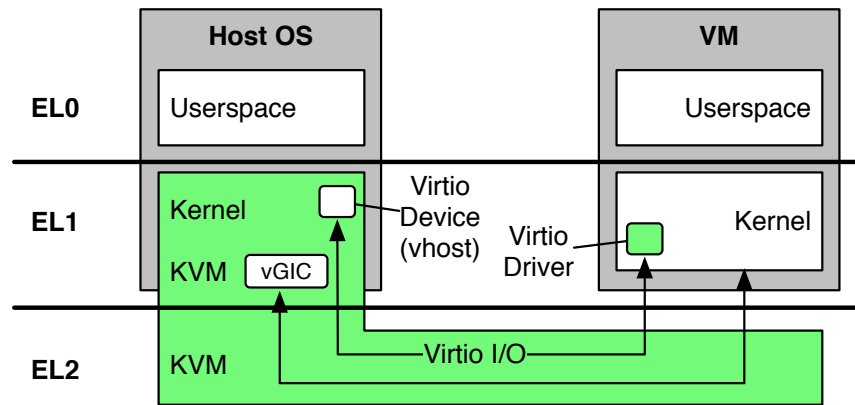 Host OS
VM
EL0
Userspace
Userspace
EL1
Kernel
Virtio
Device
(vhost)
Virtio
Driver
Kernel
KVM
vGIC
EL2
KVM
Virtio I/O